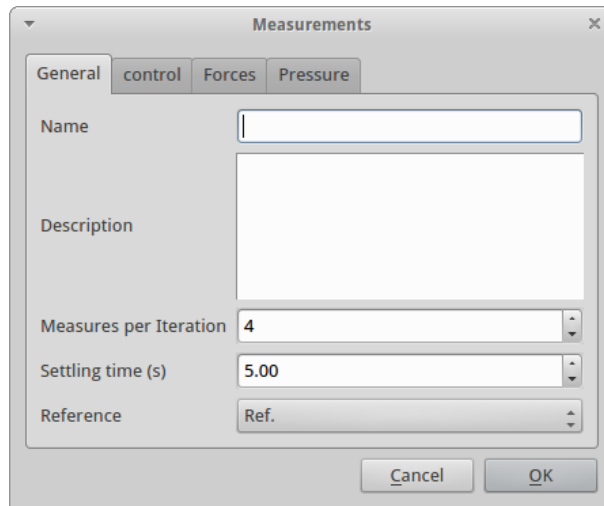 Measurements
General control Forces Pressure
Name
Description
Measures per Iteration 4
Settling time (s) 5.00
Reference Ref.
Cancel OK